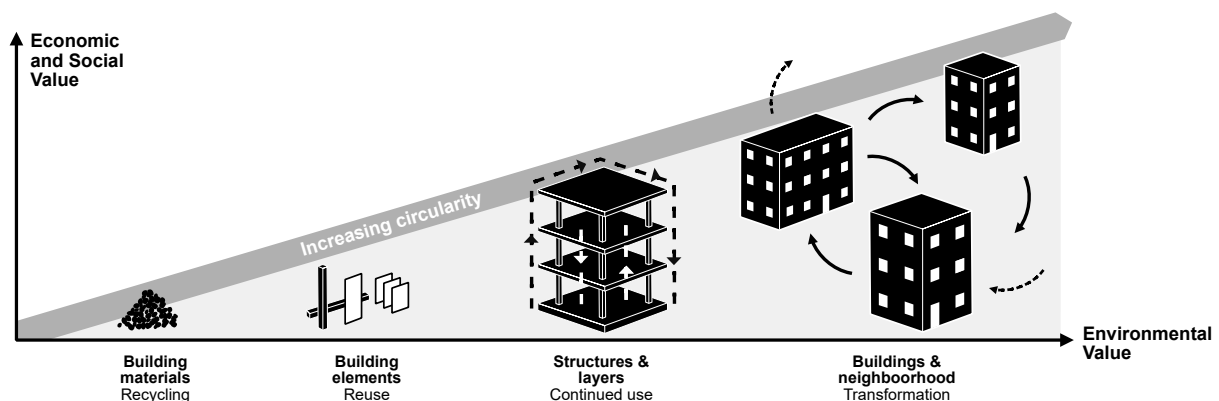 Economic
and Social
Value
Increasing circularity
Building
materials
Recycling
Building
elements
Reuse
Structures &
layers
Continued use
Buildings &
neighboorhood
Transformation
Environmental
Value